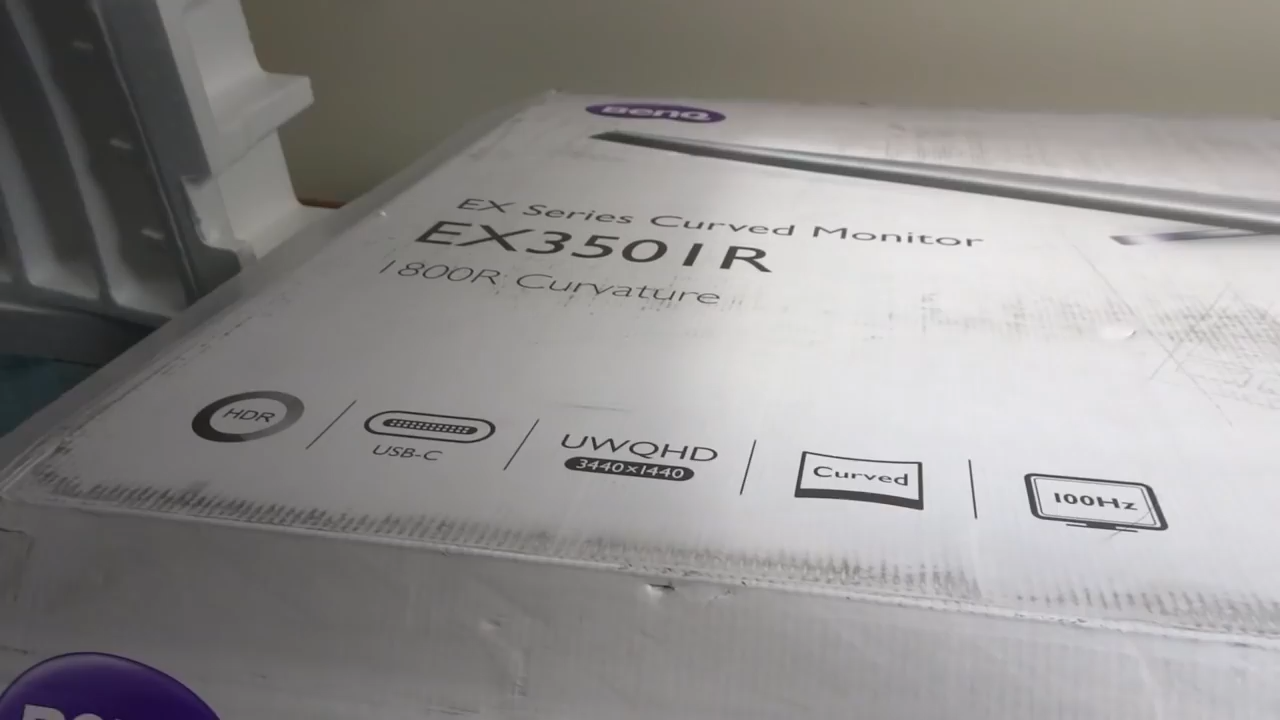 BenQ
EX Series Curved Monitor
EX3501R
1800R Curvature
HDR
USB-C
UWQHD
3440×1440
Curved
100Hz